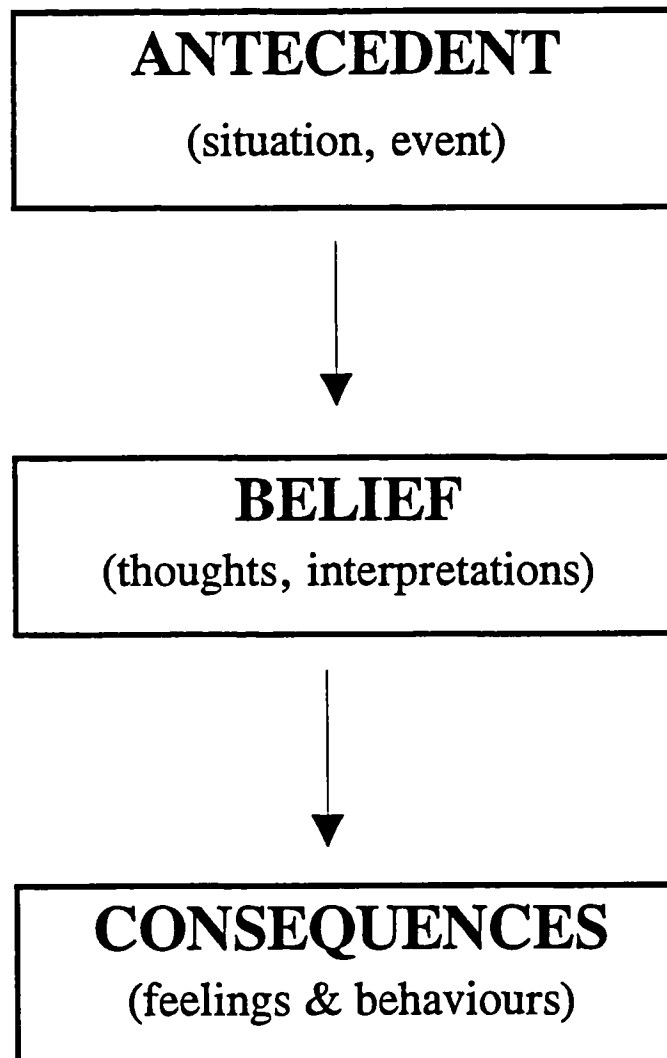 ANTECEDENT
(situation, event)
BELIEF
(thoughts, interpretations)
CONSEQUENCES
(feelings & behaviours)